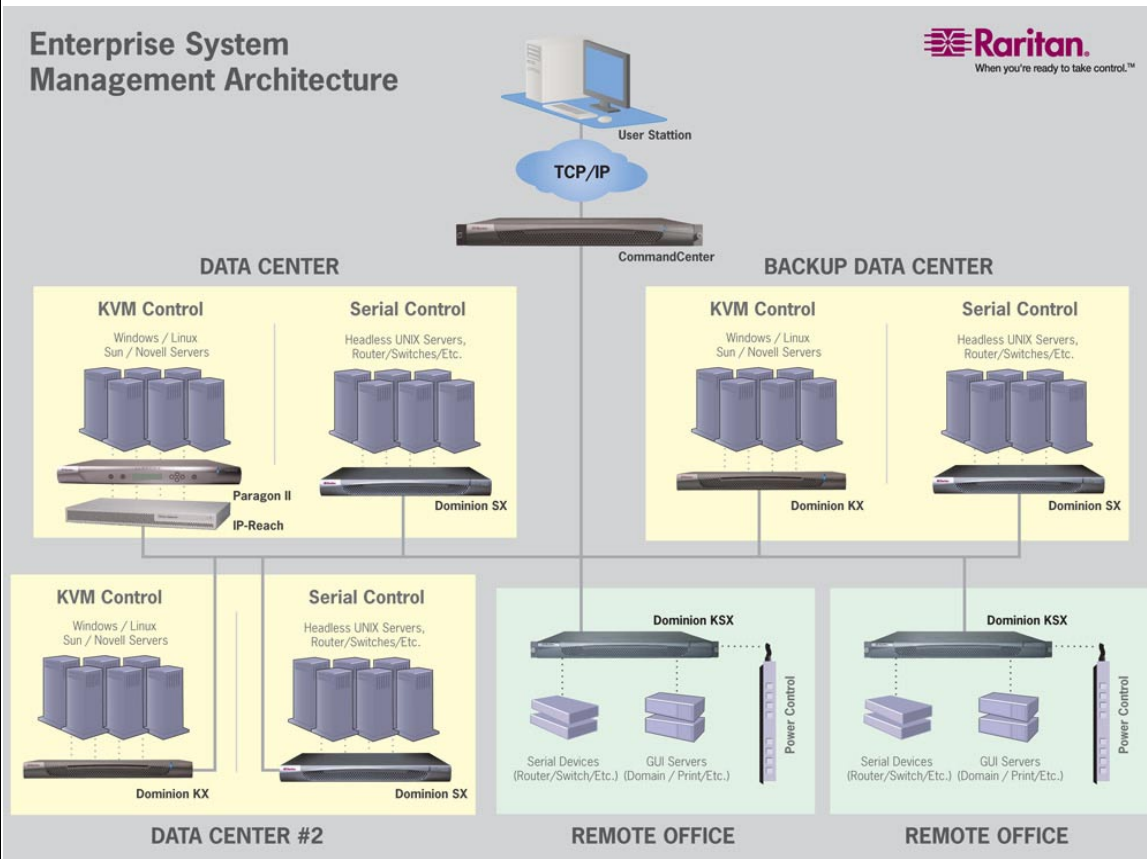 Enterprise System
Management Architecture
Raritan.
When you're ready to take control.™
User Stattion
TCP/IP
CommandCenter
DATA CENTER
KVM Control
Windows / Linux
Sun / Novell Servers
Paragon II
IP-Reach
Serial Control
Headless UNIX Servers,
Router/Switches/Etc.
Dominion SX
BACKUP DATA CENTER
KVM Control
Windows / Linux
Sun / Novell Servers
Dominion KX
Serial Control
Headless UNIX Servers,
Router/Switches/Etc.
Dominion SX
KVM Control
Windows / Linux
Sun / Novell Servers
Dominion KX
Serial Control
Headless UNIX Servers,
Router/Switches/Etc.
Dominion SX
DATA CENTER #2
Dominion KSX
Serial Devices
(Router/Switch/Etc.)
GUI Servers
(Domain / Print/Etc.)
Power Control
REMOTE OFFICE
Dominion KSX
Serial Devices
(Router/Switch/Etc.)
GUI Servers
(Domain / Print/Etc.)
Power Control
REMOTE OFFICE